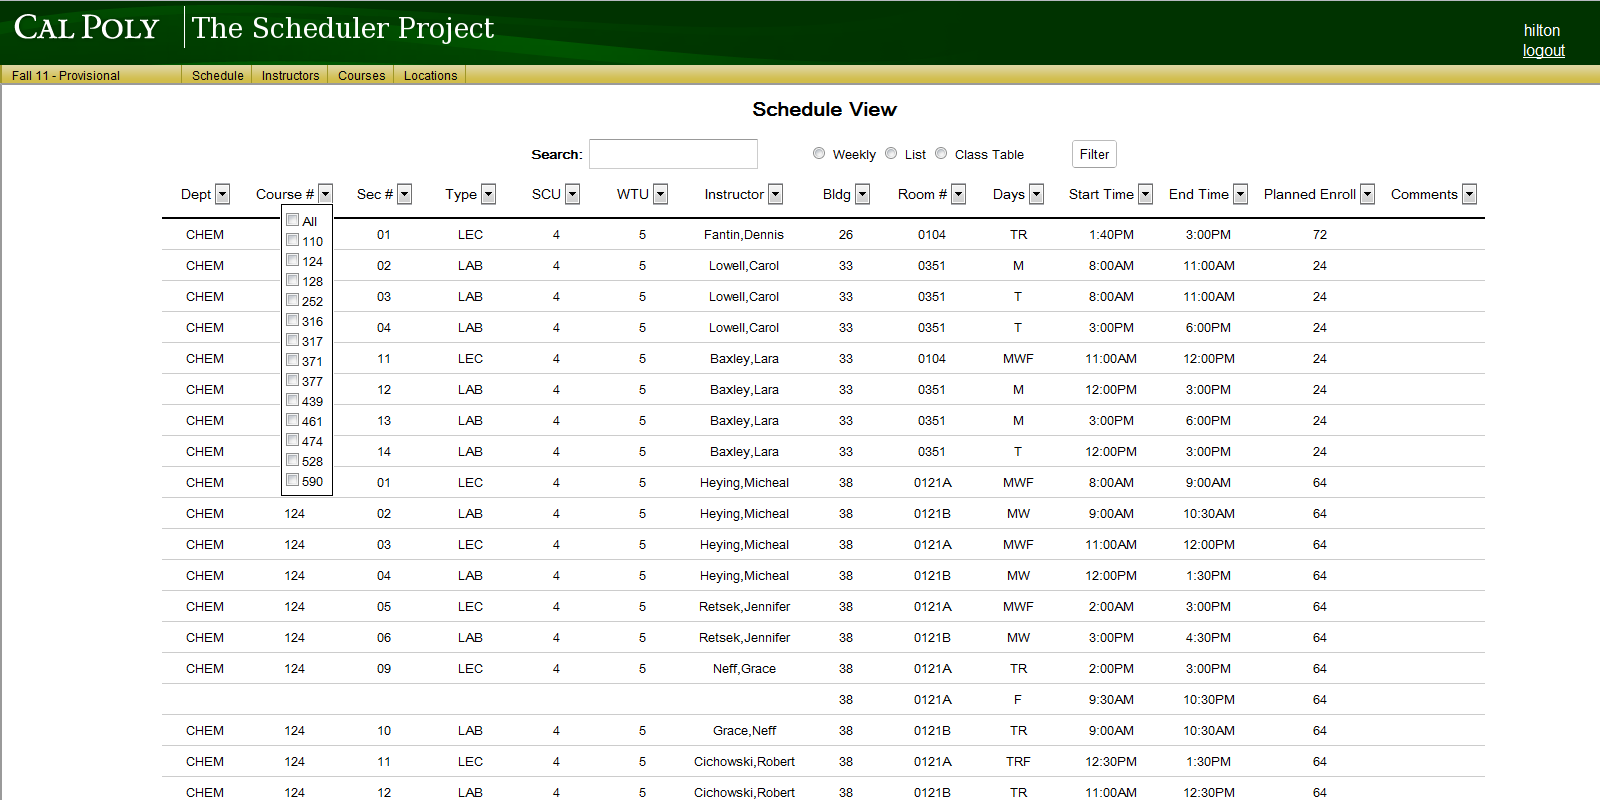 CAL POLY The Scheduler Project
hilton
logout
Fall 11 - Provisional Schedule Instructors Courses Locations
Schedule View
Search: Weekly List Class Table Filter
Dept Course # Sec # Type SCU WTU Instructor Bldg Room # Days Start Time End Time Planned Enroll Comments
All
110
124
128
252
316
317
371
377
439
461
474
528
590
CHEM 01 LEC 4 5 Fantin,Dennis 26 0104 TR 1:40PM 3:00PM 72
CHEM 02 LAB 4 5 Lowell,Carol 33 0351 M 8:00AM 11:00AM 24
CHEM 03 LAB 4 5 Lowell,Carol 33 0351 T 8:00AM 11:00AM 24
CHEM 04 LAB 4 5 Lowell,Carol 33 0351 T 3:00PM 6:00PM 24
CHEM 11 LEC 4 5 Baxley,Lara 33 0104 MWF 11:00AM 12:00PM 24
CHEM 12 LAB 4 5 Baxley,Lara 33 0351 M 12:00PM 3:00PM 24
CHEM 13 LAB 4 5 Baxley,Lara 33 0351 M 3:00PM 6:00PM 24
CHEM 14 LAB 4 5 Baxley,Lara 33 0351 T 12:00PM 3:00PM 24
CHEM 01 LEC 4 5 Heying,Micheal 38 0121A MWF 8:00AM 9:00AM 64
CHEM 124 02 LAB 4 5 Heying,Micheal 38 0121B MW 9:00AM 10:30AM 64
CHEM 124 03 LEC 4 5 Heying,Micheal 38 0121A MWF 11:00AM 12:00PM 64
CHEM 124 04 LAB 4 5 Heying,Micheal 38 0121B MW 12:00PM 1:30PM 64
CHEM 124 05 LEC 4 5 Retsek,Jennifer 38 0121A MWF 2:00AM 3:00PM 64
CHEM 124 06 LAB 4 5 Retsek,Jennifer 38 0121B MW 3:00PM 4:30PM 64
CHEM 124 09 LEC 4 5 Neff,Grace 38 0121A TR 2:00PM 3:00PM 64
38 0121A F 9:30AM 10:30PM 64
CHEM 124 10 LAB 4 5 Grace,Neff 38 0121B TR 9:00AM 10:30AM 64
CHEM 124 11 LEC 4 5 Cichowski,Robert 38 0121A TRF 12:30PM 1:30PM 64
CHEM 124 12 LAB 4 5 Cichowski,Robert 38 0121B TR 11:00AM 12:30PM 64